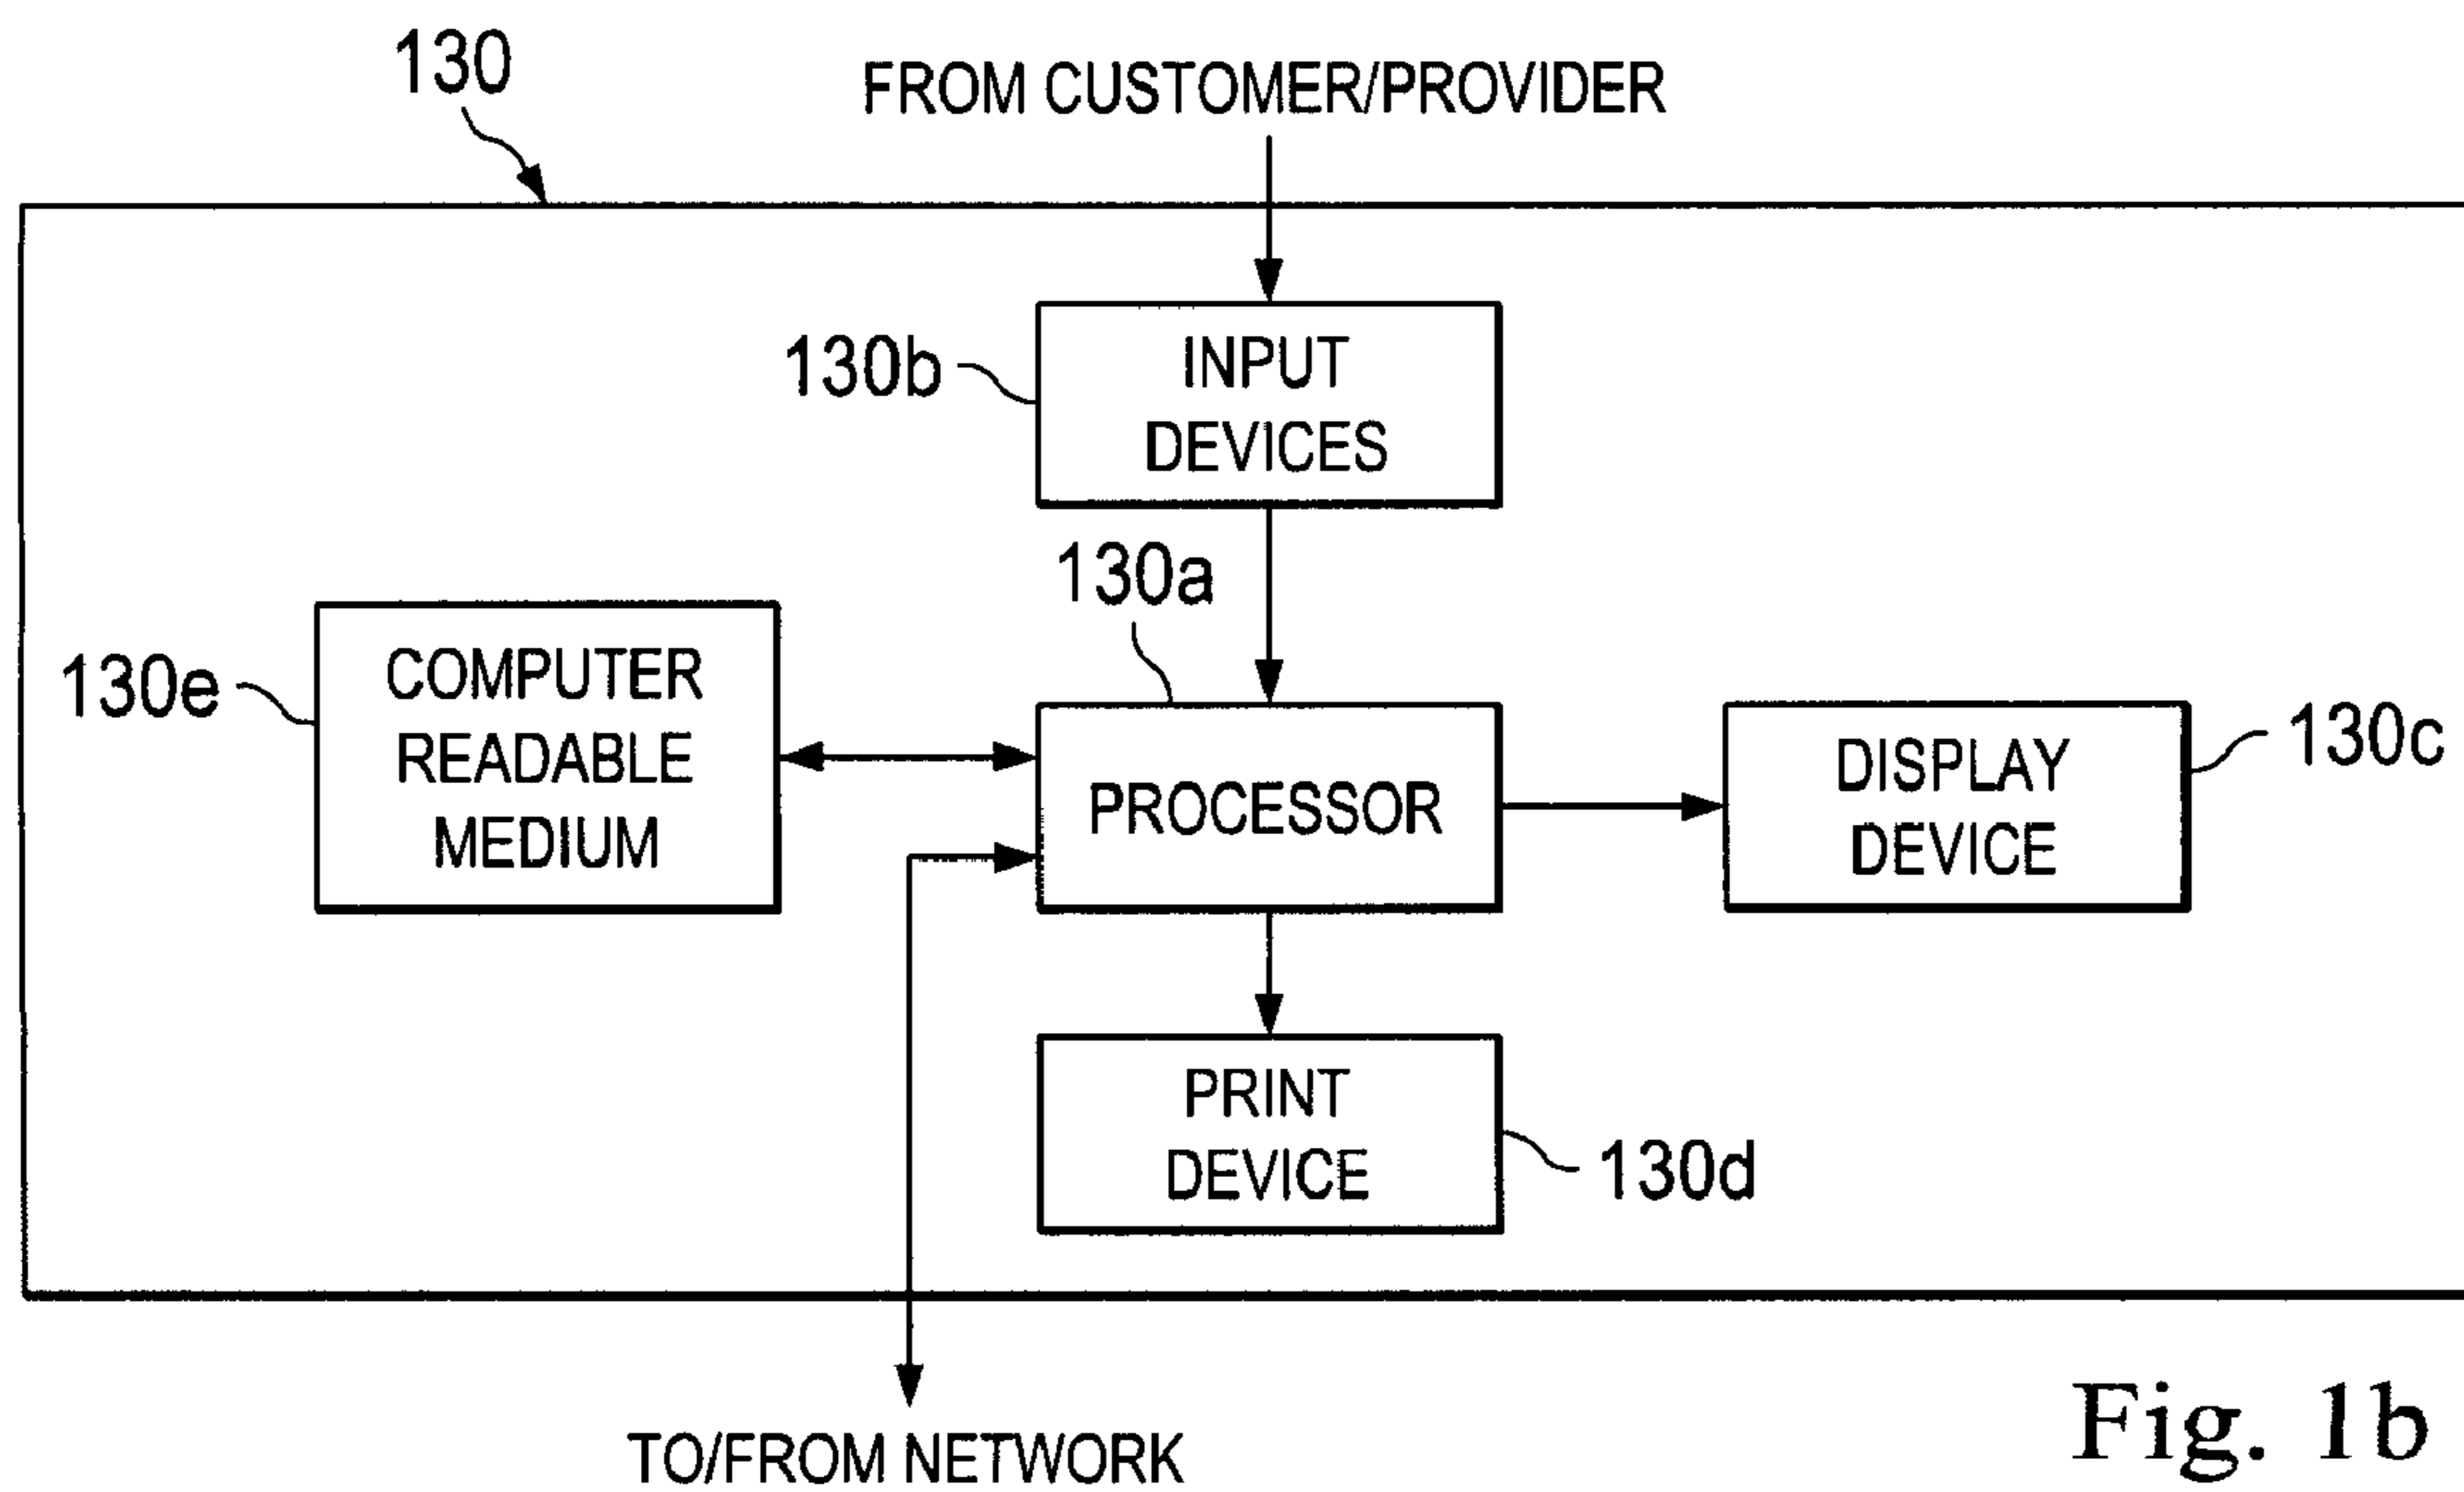 130
FROM CUSTOMER/PROVIDER
130b
INPUT
DEVICES
130a
130e
COMPUTER
READABLE
MEDIUM
PROCESSOR
DISPLAY
DEVICE
130c
PRINT
DEVICE
130d
TO/FROM NETWORK
Fig. 1b